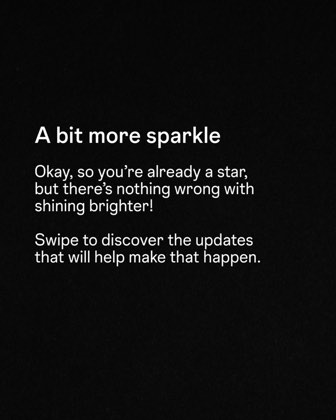 A bit more sparkle
Okay, so you’re already a star,
but there’s nothing wrong with
shining brighter!
Swipe to discover the updates
that will help make that happen.